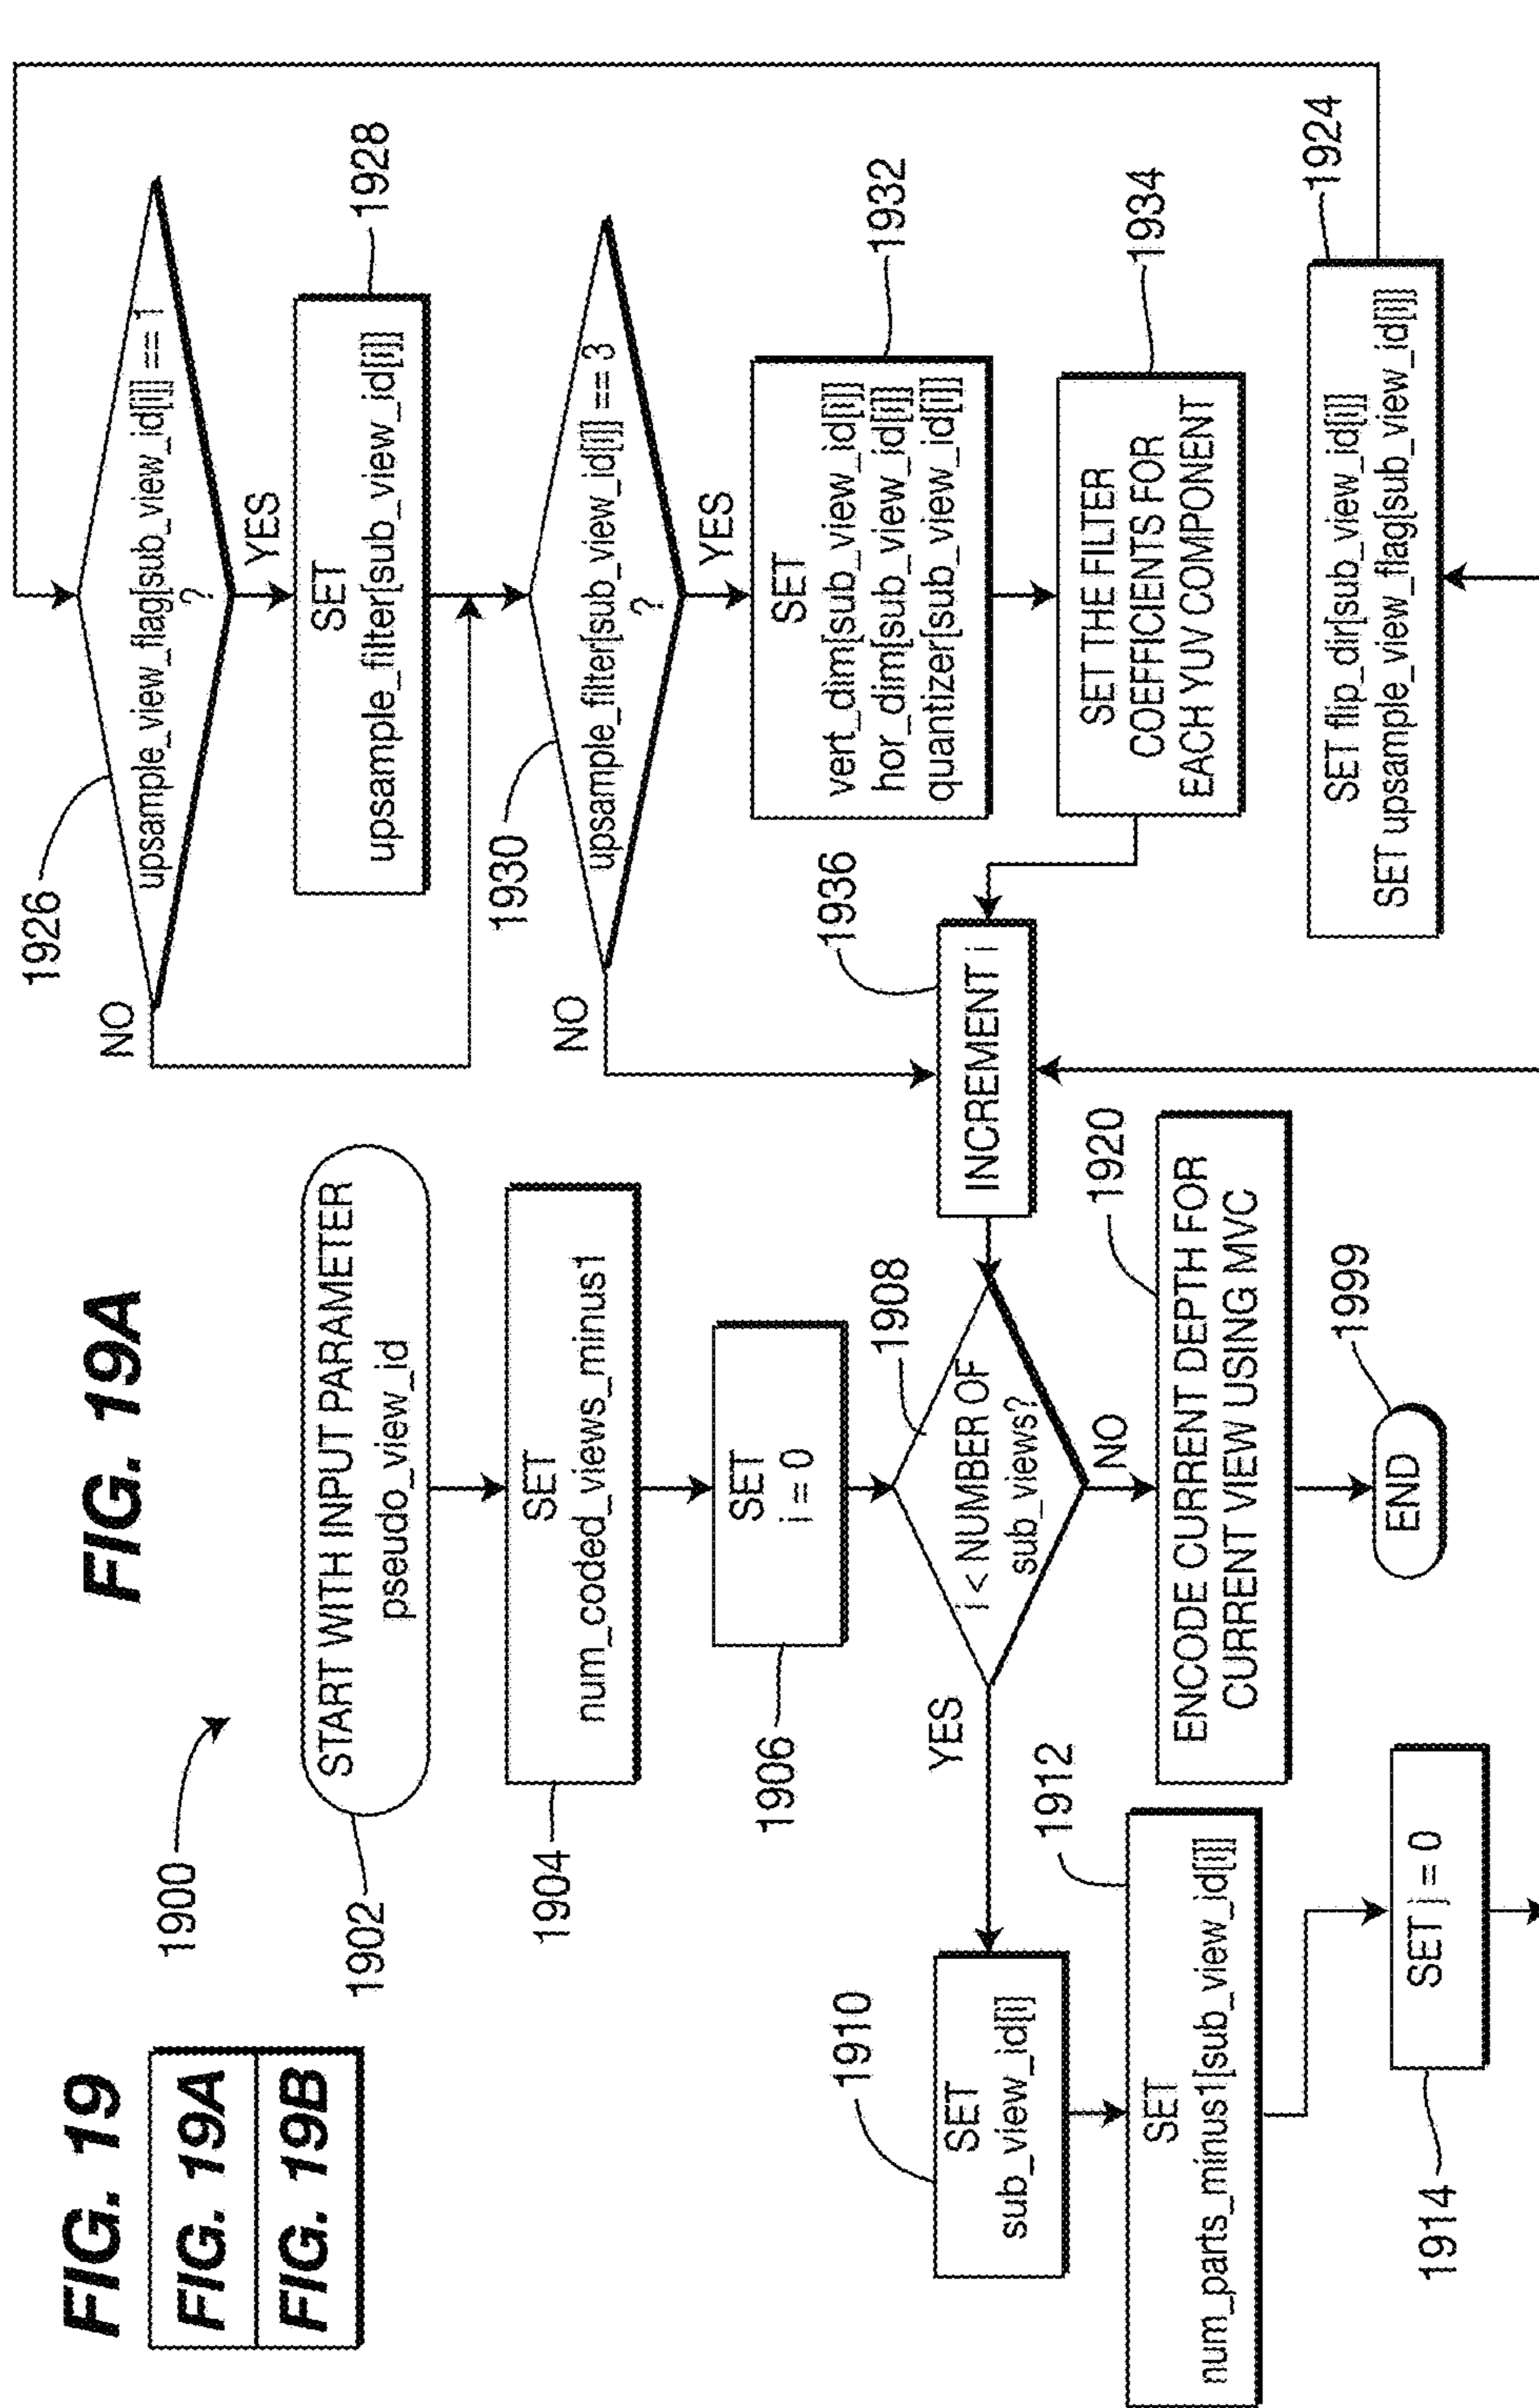 FIG. 19
FIG. 19A
FIG. 19B
FIG. 19A
1900
1902
START WITH INPUT PARAMETER
pseudo_view_id
1904
SET
num_coded_views_minus1
1906
SET
i = 0
1908
i < NUMBER OF
sub_views?
YES
NO
1910
SET
sub_view_id[i]
1912
SET
num_parts_minus1[sub_view_id[i]]
1914
SET j = 0
1920
ENCODE CURRENT DEPTH FOR
CURRENT VIEW USING MVC
1999
END
1926
upsample_view_flag[sub_view_id[i]] == 1
?
NO
YES
1928
SET
upsample_filter[sub_view_id[i]]
1930
upsample_filter[sub_view_id[i]] == 3
?
NO
YES
1932
SET
vert_dim[sub_view_id[i]]
hor_dim[sub_view_id[i]]
quantizer[sub_view_id[i]]
1934
SET THE FILTER
COEFFICIENTS FOR
EACH YUV COMPONENT
1936
INCREMENT i
1924
SET flip_dir[sub_view_id[i]]
SET upsample_view_flag[sub_view_id[i]]